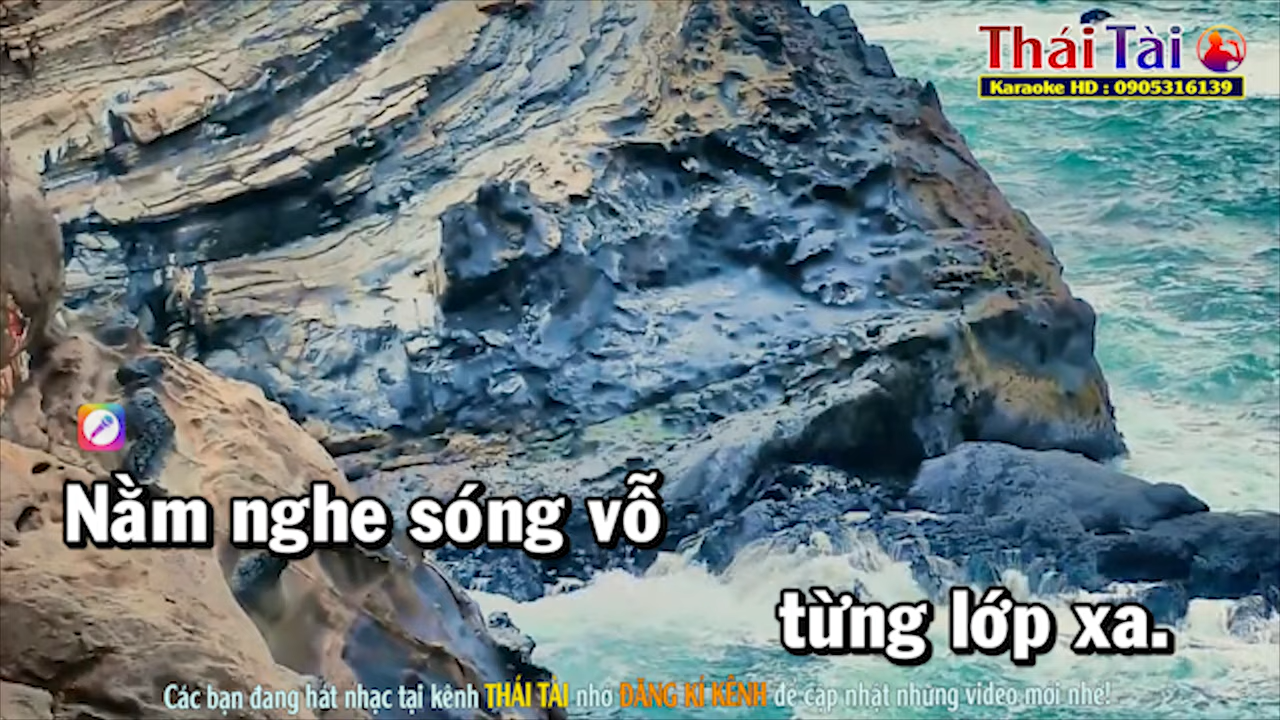 Thái Tài
Karaoke HD : 0905316139
Nằm nghe sóng vỗ
từng lớp xa.
Các bạn đang hát nhạc tại kênh THÁI TÀI nhớ ĐĂNG KÍ KÊNH để cập nhật những video mới nhé!